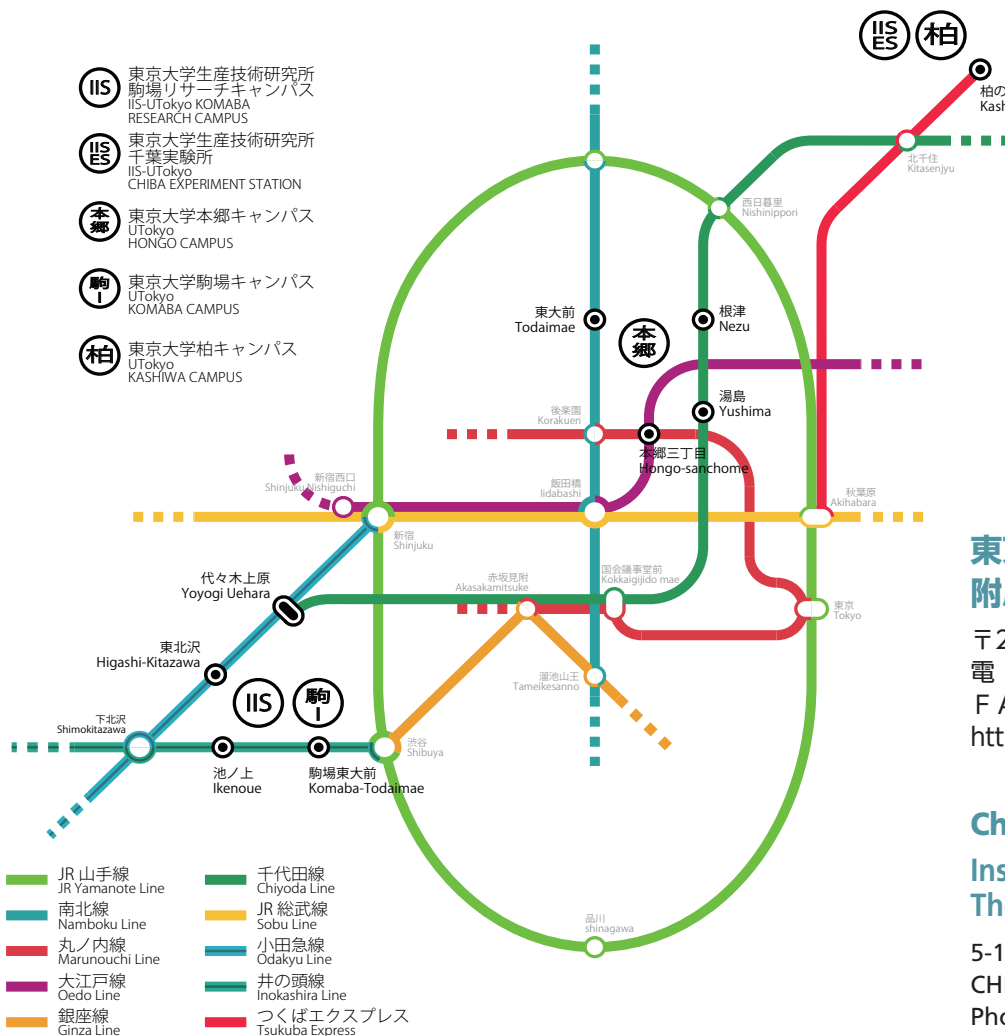 IIS
ES
柏
柏の
Kash
IIS
東京大学生産技術研究所
駒場リサーチキャンパス
IIS-UTokyo KOMABA
RESEARCH CAMPUS
IIS
ES
東京大学生産技術研究所
千葉実験所
IIS-UTokyo
CHIBA EXPERIMENT STATION
本
郷
東京大学本郷キャンパス
UTokyo
HONGO CAMPUS
駒
I
東京大学駒場キャンパス
UTokyo
KOMABA CAMPUS
柏
東京大学柏キャンパス
UTokyo
KASHIWA CAMPUS
北千住
Kitasenjyu
西日暮里
Nishinippori
東大前
Todaimae
本
郷
根津
Nezu
湯島
Yushima
後楽園
Korakuen
本郷三丁目
Hongo-sanchome
新宿西口
Shinjuku Nishiguchi
飯田橋
Iidabashi
秋葉原
Akihabara
新宿
Shinjuku
代々木上原
Yoyogi Uehara
赤坂見附
Akasakamitsuke
国会議事堂前
Kokkaigijido mae
東京
Tokyo
東北沢
Higashi-Kitazawa
溜池山王
Tameikesanno
IIS
駒
I
下北沢
Shimokitazawa
池ノ上
Ikenoue
駒場東大前
Komaba-Todaimae
渋谷
Shibuya
品川
shinagawa
JR 山手線
JR Yamanote Line
南北線
Namboku Line
丸ノ内線
Marunouchi Line
大江戸線
Oedo Line
銀座線
Ginza Line
千代田線
Chiyoda Line
JR 総武線
Sobu Line
小田急線
Odakyu Line
井の頭線
Inokashira Line
つくばエクスプレス
Tsukuba Express
附
〒2
電
F A
htt
Ch
Ins
Th
5-1
CH
Pho